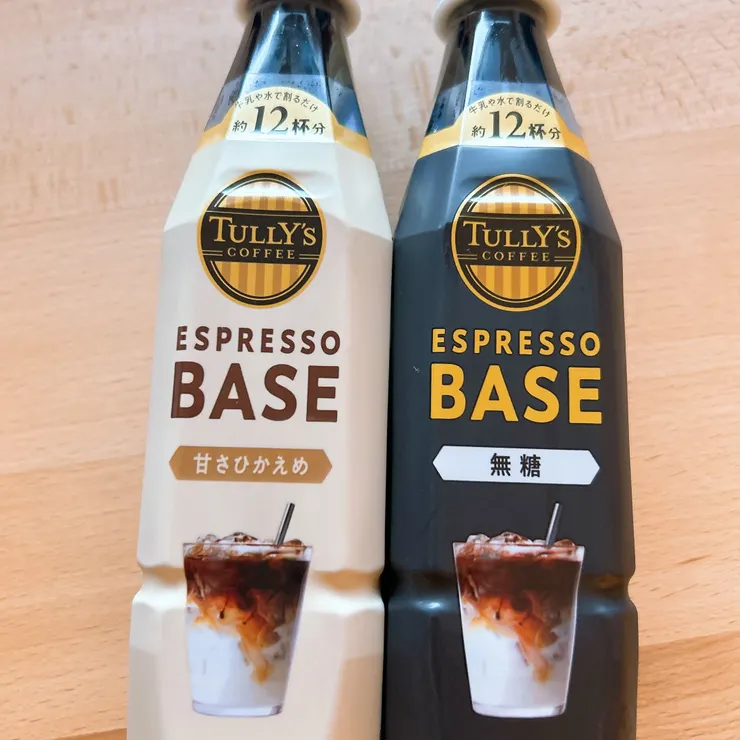 牛乳や水で割るだけ
約12杯分
TULLY'S
COFFEE
ESPRESSO
BASE
甘さひかえめ
牛乳や水で割るだけ
約12杯分
TULLY'S
COFFEE
ESPRESSO
BASE
無糖